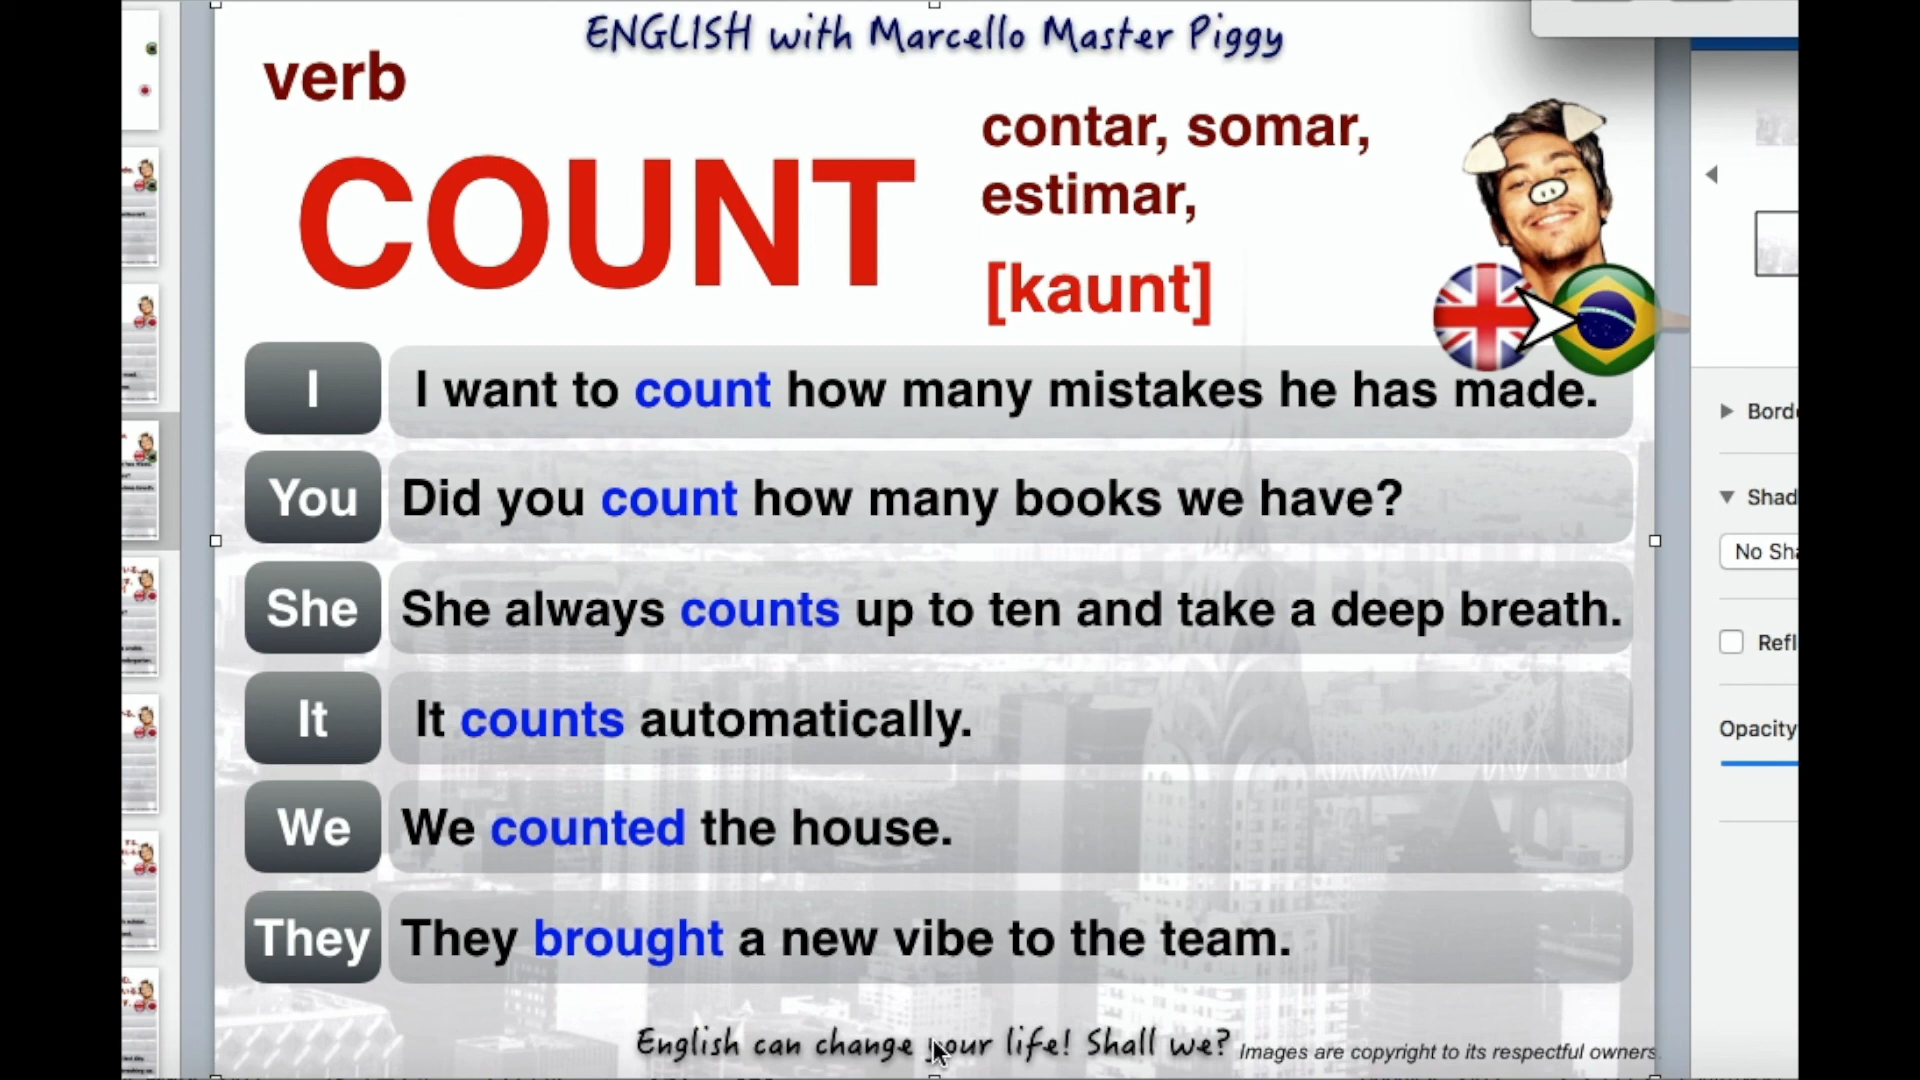 ENGLISH with Marcello Master Piggy
verb
COUNT
contar, somar,
estimar,
[kaunt]
I
I want to count how many mistakes he has made.
You
Did you count how many books we have?
She
She always counts up to ten and take a deep breath.
It
It counts automatically.
We
We counted the house.
They
They brought a new vibe to the team.
English can change your life! Shall we?
Images are copyright to its respectful owners.
Bord
Shad
No Sha
Refl
Opacity